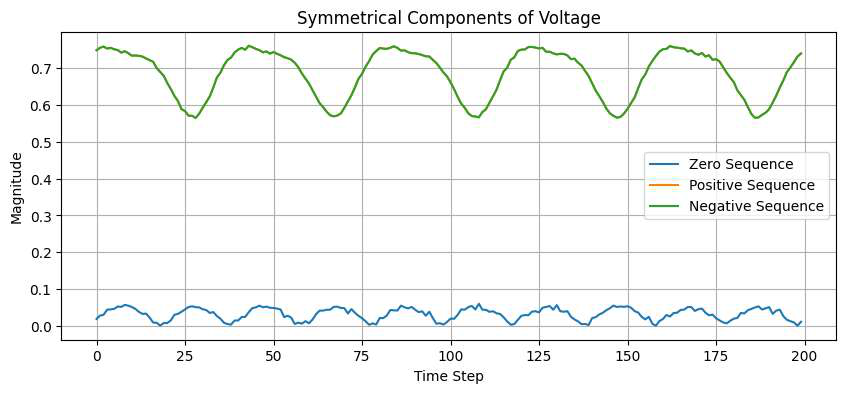 Symmetrical Components of Voltage
Magnitude
0.7
0.6
0.5
0.4
0.3
0.2
0.1
0.0
Zero Sequence
Positive Sequence
Negative Sequence
0 25 50 75 100 125 150 175 200
Time Step